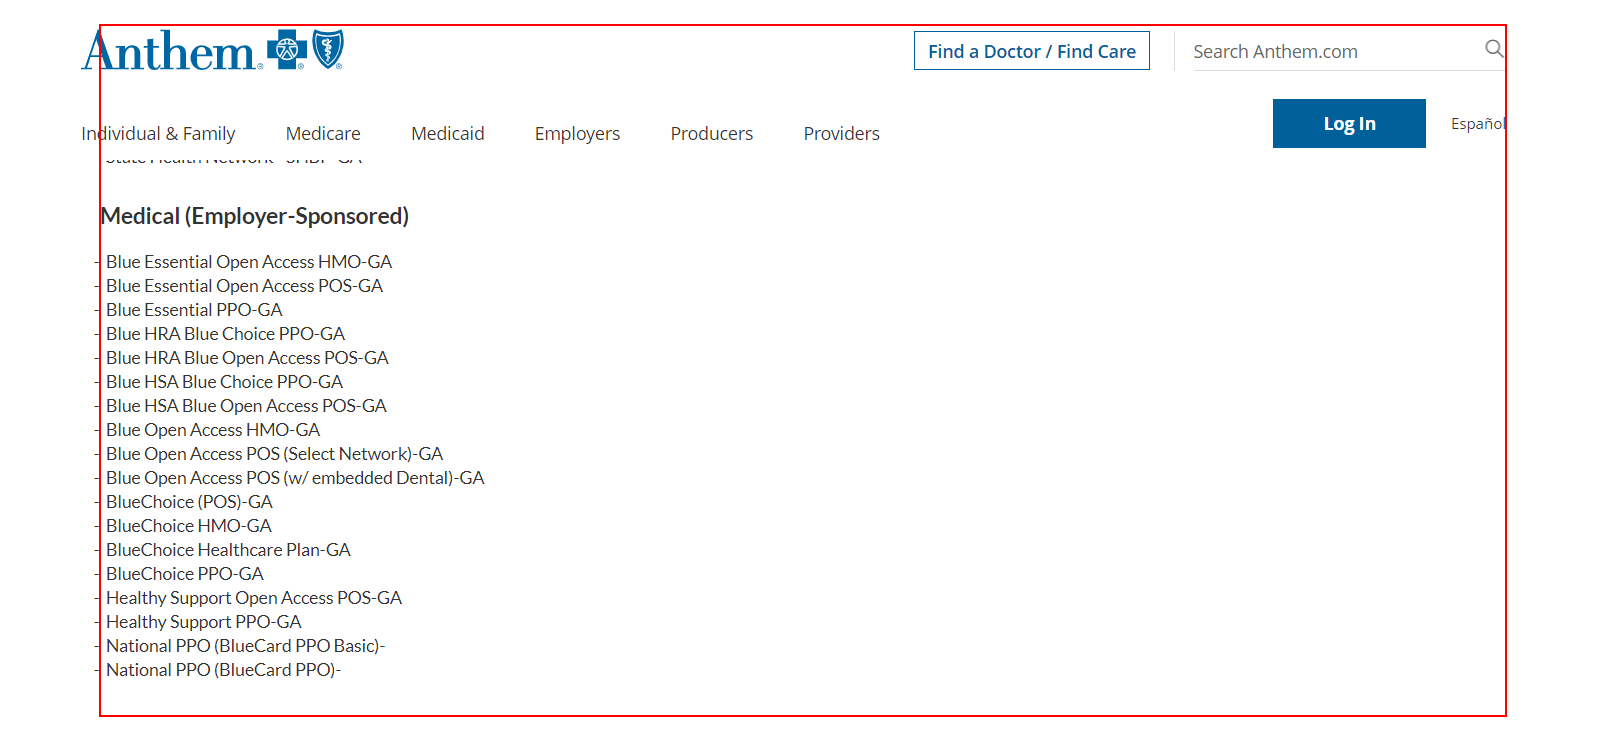 Anthem
Find a Doctor / Find Care
Search Anthem.com
Individual & Family
Medicare
Medicaid
Employers
Producers
Providers
Log In
Español
State Health Network - SHBP-GA
Medical (Employer-Sponsored)
- Blue Essential Open Access HMO-GA
- Blue Essential Open Access POS-GA
- Blue Essential PPO-GA
- Blue HRA Blue Choice PPO-GA
- Blue HRA Blue Open Access POS-GA
- Blue HSA Blue Choice PPO-GA
- Blue HSA Blue Open Access POS-GA
- Blue Open Access HMO-GA
- Blue Open Access POS (Select Network)-GA
- Blue Open Access POS (w/ embedded Dental)-GA
- BlueChoice (POS)-GA
- BlueChoice HMO-GA
- BlueChoice Healthcare Plan-GA
- BlueChoice PPO-GA
- Healthy Support Open Access POS-GA
- Healthy Support PPO-GA
- National PPO (BlueCard PPO Basic)-
- National PPO (BlueCard PPO)-